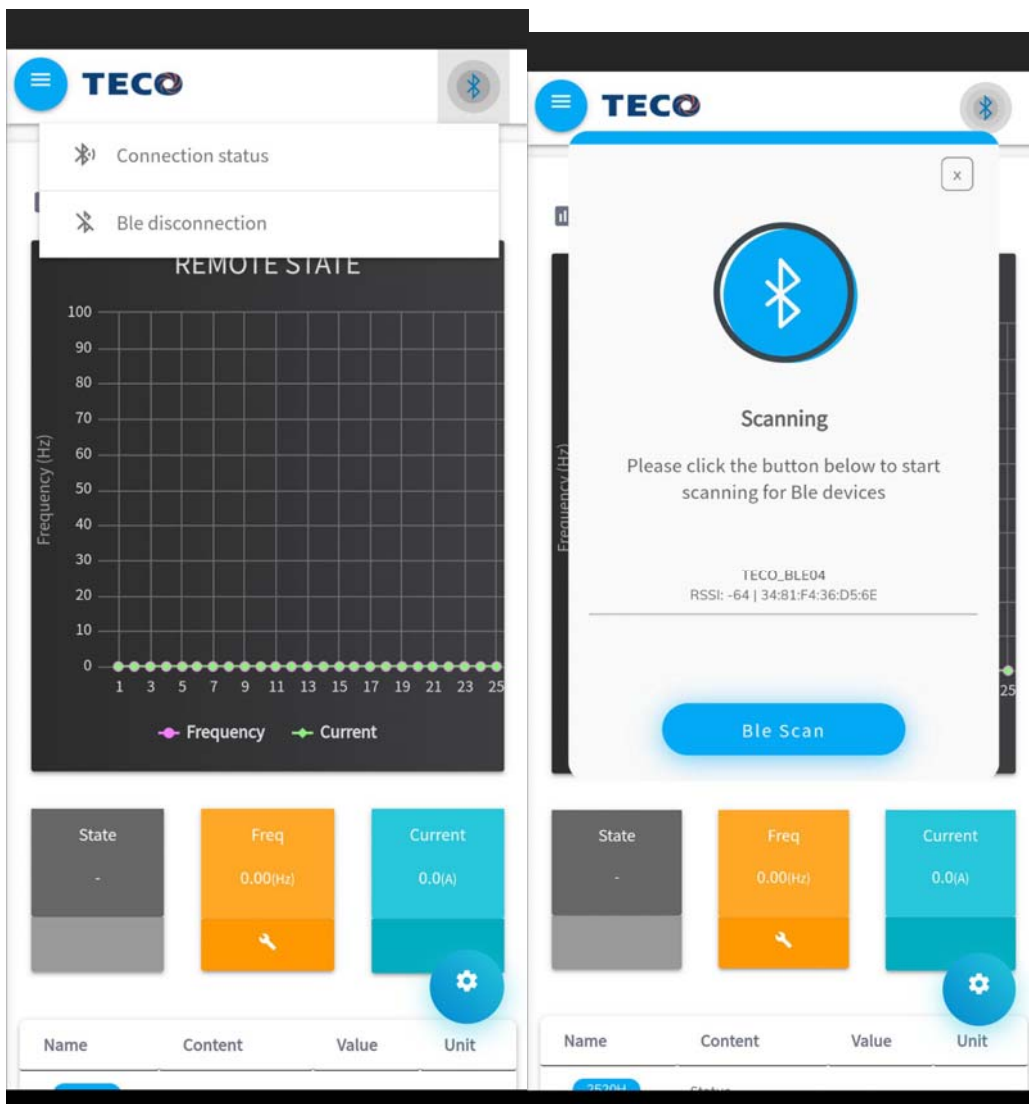 TECO
Connection status
Ble disconnection
REMOTE STATE
100
90
80
70
60
50
40
30
20
10
0
Frequency (Hz)
1 3 5 7 9 11 13 15 17 19 21 23 25
Frequency Current
State Freq Current
- 0.00(Hz) 0.0(A)
Name Content Value Unit
TECO
x
Scanning
Please click the button below to start
scanning for Ble devices
TECO_BLE04
RSSI: -64 | 34:81:F4:36:D5:6E
Ble Scan
Frequency (Hz)
25
State Freq Current
- 0.00(Hz) 0.0(A)
Name Content Value Unit
2520H Status